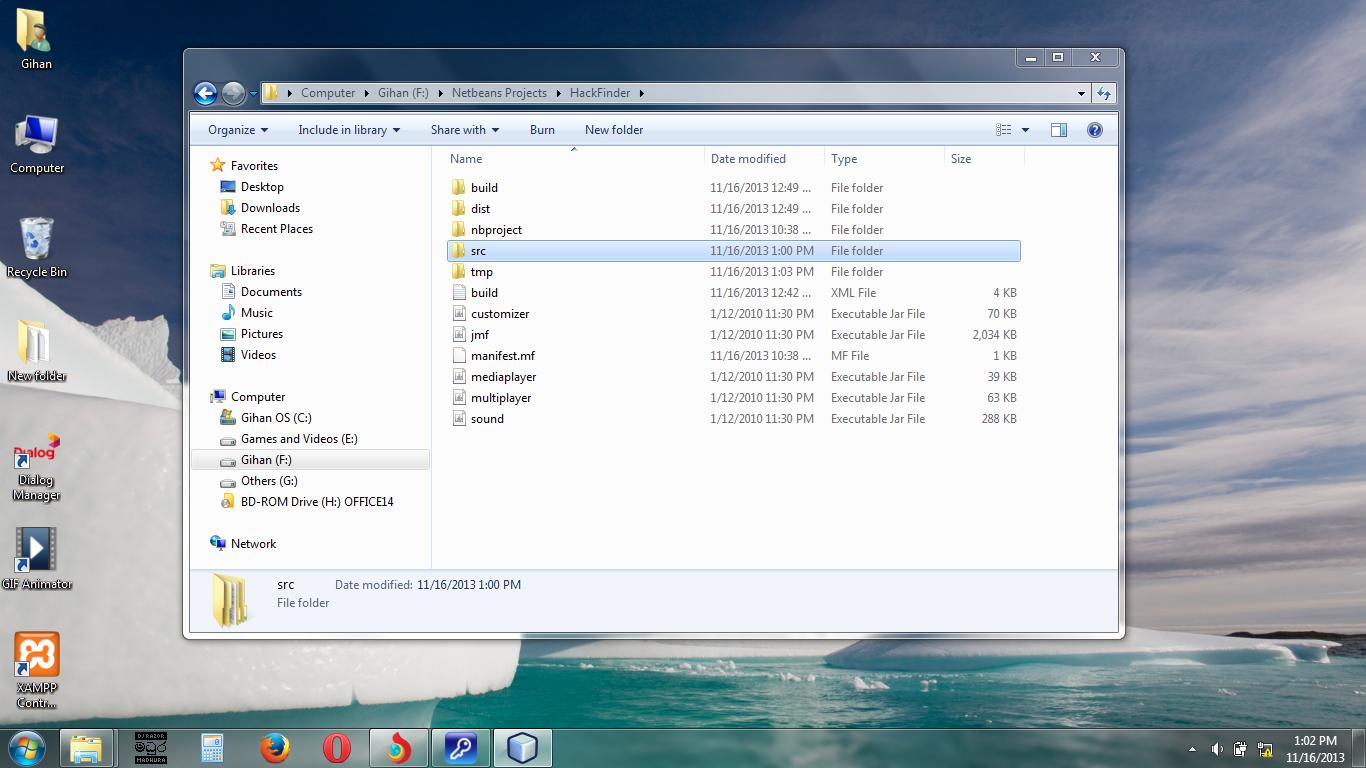 Gihan
Computer
Recycle Bin
New folder
Dialog
Dialog
Manager
GIF Animator
XAMPP
Contr...
Computer Gihan (F:) Netbeans Projects HackFinder
Organize Include in library Share with Burn New folder
Favorites
Desktop
Downloads
Recent Places
Libraries
Documents
Music
Pictures
Videos
Computer
Gihan OS (C:)
Games and Videos (E:)
Gihan (F:)
Others (G:)
BD-ROM Drive (H:) OFFICE14
Network
Name Date modified Type Size
build 11/16/2013 12:49 ... File folder
dist 11/16/2013 12:49 ... File folder
nbproject 11/16/2013 10:38 ... File folder
src 11/16/2013 1:00 PM File folder
tmp 11/16/2013 1:03 PM File folder
build 11/16/2013 12:42 ... XML File 4 KB
customizer 1/12/2010 11:30 PM Executable Jar File 70 KB
jmf 1/12/2010 11:30 PM Executable Jar File 2,034 KB
manifest.mf 11/16/2013 10:38 ... MF File 1 KB
mediaplayer 1/12/2010 11:30 PM Executable Jar File 39 KB
multiplayer 1/12/2010 11:30 PM Executable Jar File 63 KB
sound 1/12/2010 11:30 PM Executable Jar File 288 KB
src Date modified: 11/16/2013 1:00 PM
File folder
DJ RAZOR
MADHURA
1:02 PM
11/16/2013